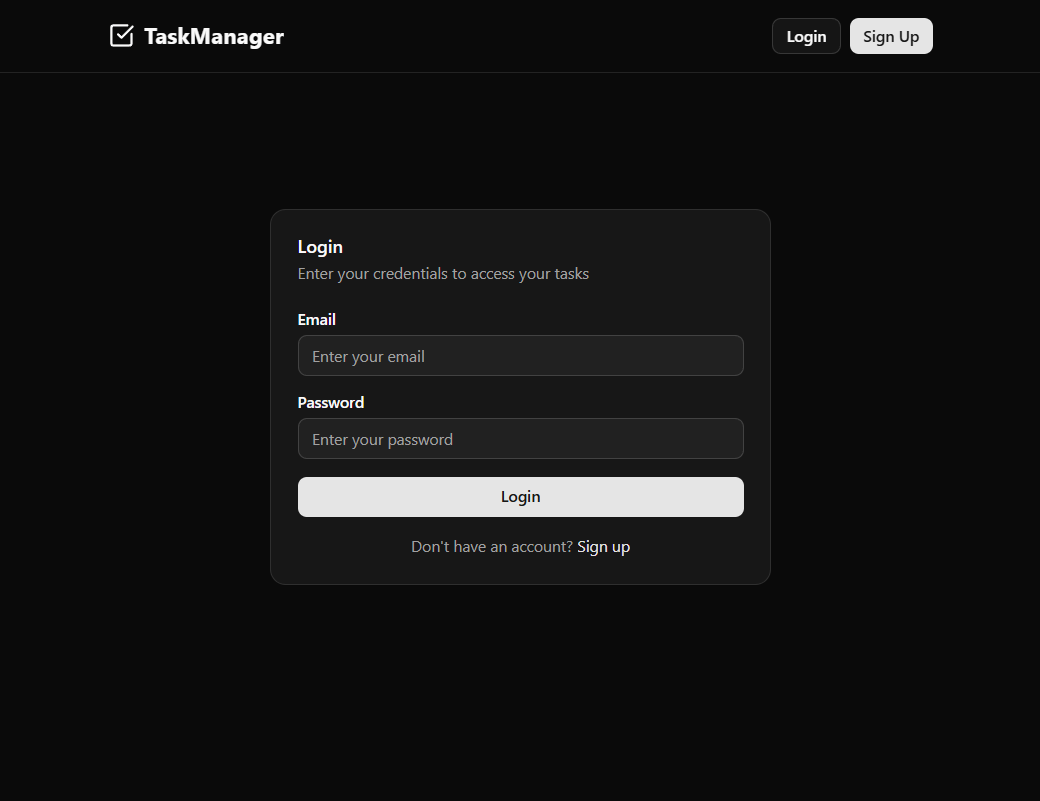 TaskManager
Login
Sign Up
Login
Enter your credentials to access your tasks
Email
Enter your email
Password
Enter your password
Login
Don't have an account? Sign up